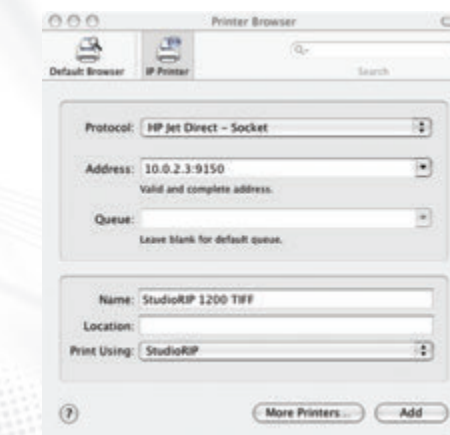 Printer Browser
Default Browser
IP Printer
Search
Protocol: HP Jet Direct – Socket
Address: 10.0.2.3:9150
Valid and complete address.
Queue:
Leave blank for default queue.
Name: StudioRIP 1200 TIFF
Location:
Print Using: StudioRIP
?
More Printers...
Add